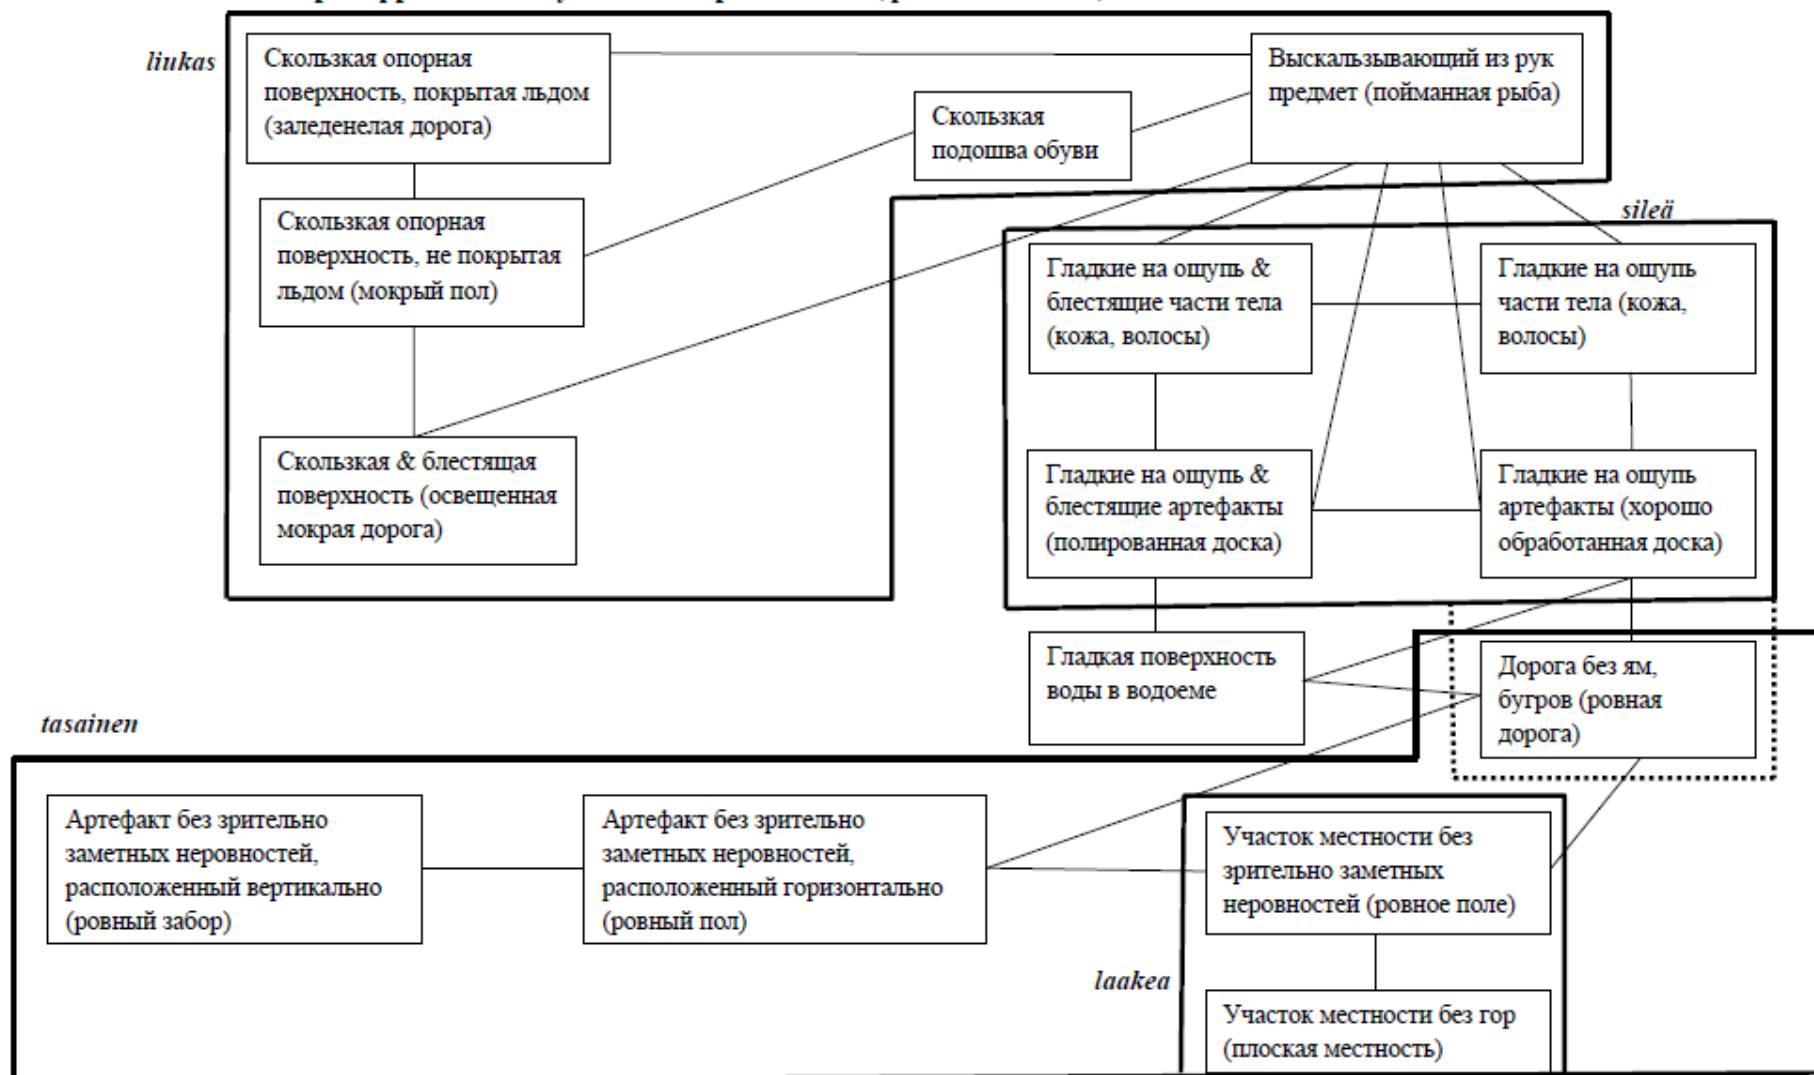 liukas
Скользкая опорная
поверхность, покрытая льдом
(заледенелая дорога)
Выскальзывающий из рук
предмет (пойманная рыба)
Скользкая
подошва обуви
Скользкая опорная
поверхность, не покрытая
льдом (мокрый пол)
sileä
Гладкие на ощупь &
блестящие части тела
(кожа, волосы)
Гладкие на ощупь
части тела (кожа,
волосы)
Скользкая & блестящая
поверхность (освещенная
мокрая дорога)
Гладкие на ощупь &
блестящие артефакты
(полированная доска)
Гладкие на ощупь
артефакты (хорошо
обработанная доска)
Гладкая поверхность
воды в водоеме
Дорога без ям,
бугров (ровная
дорога)
tasainen
Артефакт без зрительно
заметных неровностей,
расположенный вертикально
(ровный забор)
Артефакт без зрительно
заметных неровностей,
расположенный горизонтально
(ровный пол)
Участок местности без
зрительно заметных
неровностей (ровное поле)
laakea
Участок местности без гор
(плоская местность)